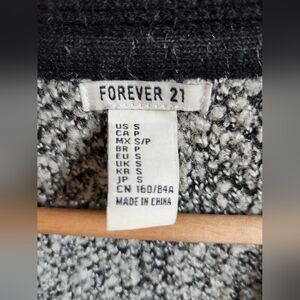 FOREVER 21
US S
CA P
MX S/P
BR P
EU S
UK S
KR S
JP S
CN 160/84A
MADE IN CHINA